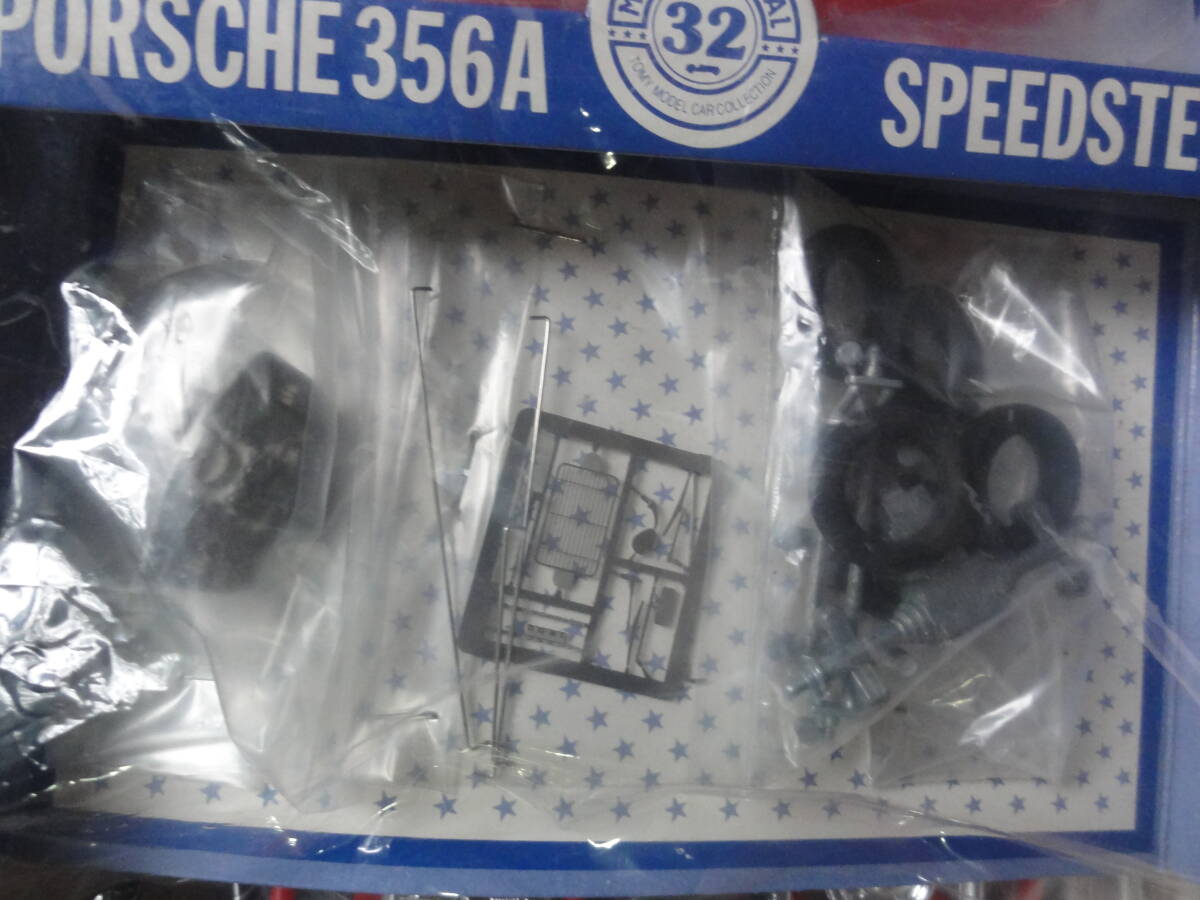 PORSCHE 356A
32
TOMY MODEL CAR COLLECTION
SPEEDSTE